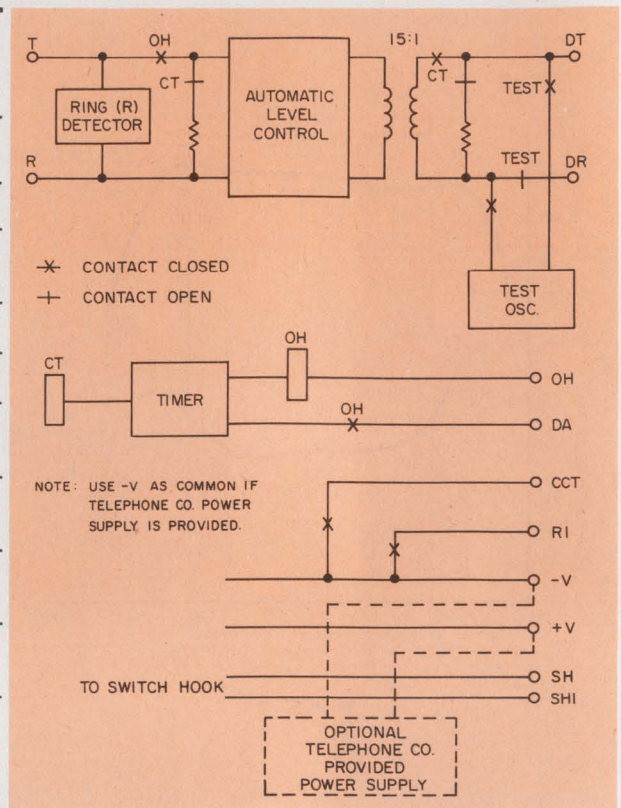 T
OH
15:1
DT
CT
CT
TEST
RING (R)
DETECTOR
AUTOMATIC
LEVEL
CONTROL
TEST
R
DR
CONTACT CLOSED
CONTACT OPEN
TEST
OSC.
OH
CT
TIMER
OH
OH
DA
NOTE: USE -V AS COMMON IF
TELEPHONE CO. POWER
SUPPLY IS PROVIDED.
CCT
RI
-V
+V
TO SWITCH HOOK
SH
SHI
OPTIONAL
TELEPHONE CO.
PROVIDED
POWER SUPPLY